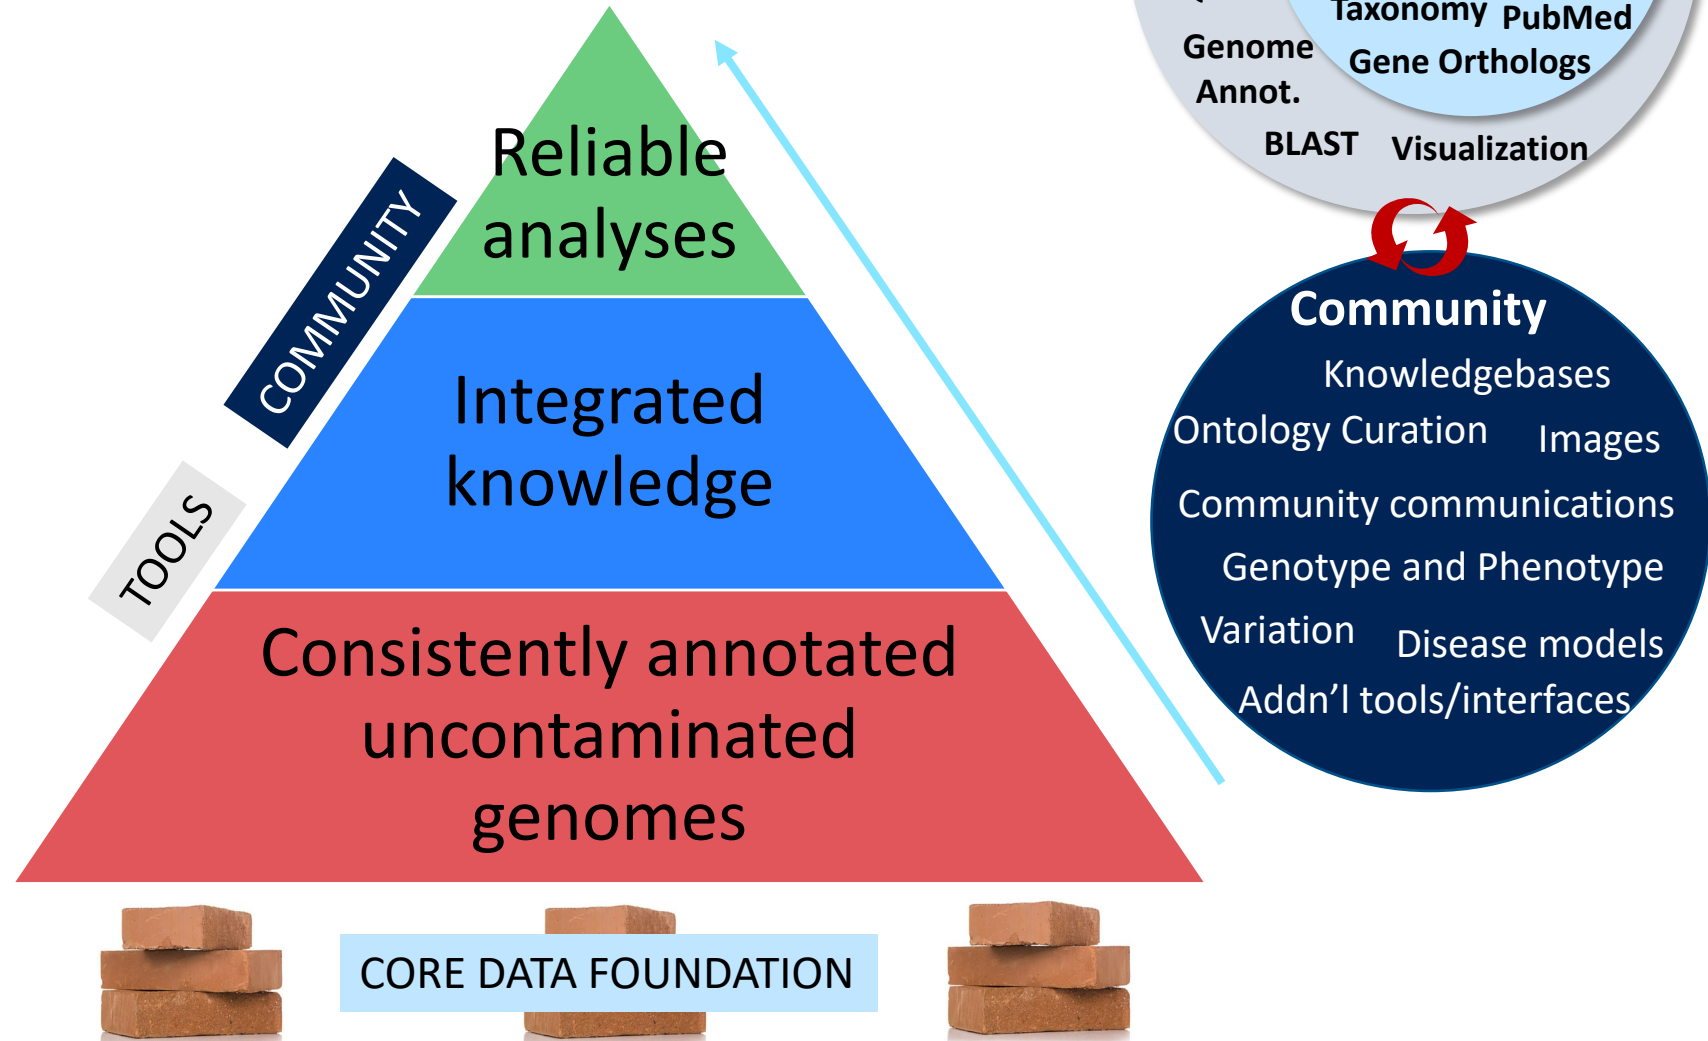 Reliable
analyses
Integrated
knowledge
Consistently annotated
uncontaminated
genomes
COMMUNITY
TOOLS
CORE DATA FOUNDATION
Taxonomy PubMed
Gene Orthologs
Genome
Annot.
BLAST Visualization
Community
Knowledgebases
Ontology Curation Images
Community communications
Genotype and Phenotype
Variation Disease models
Addn’l tools/interfaces